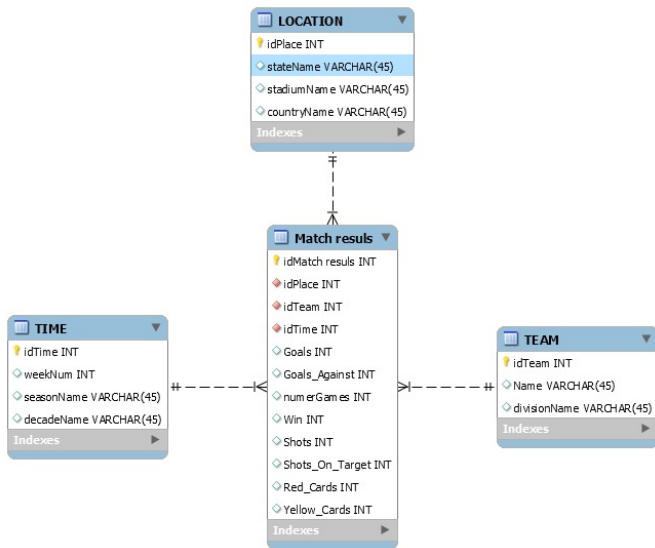 LOCATION
idPlace INT
stateName VARCHAR(45)
stadiumName VARCHAR(45)
countryName VARCHAR(45)
Indexes
Match resuls
idMatch resuls INT
idPlace INT
idTeam INT
idTime INT
Goals INT
Goals_Against INT
numerGames INT
Win INT
Shots INT
Shots_On_Target INT
Red_Cards INT
Yellow_Cards INT
Indexes
TIME
idTime INT
weekNum INT
seasonName VARCHAR(45)
decadeName VARCHAR(45)
Indexes
TEAM
idTeam INT
Name VARCHAR(45)
divisionName VARCHAR(45)
Indexes